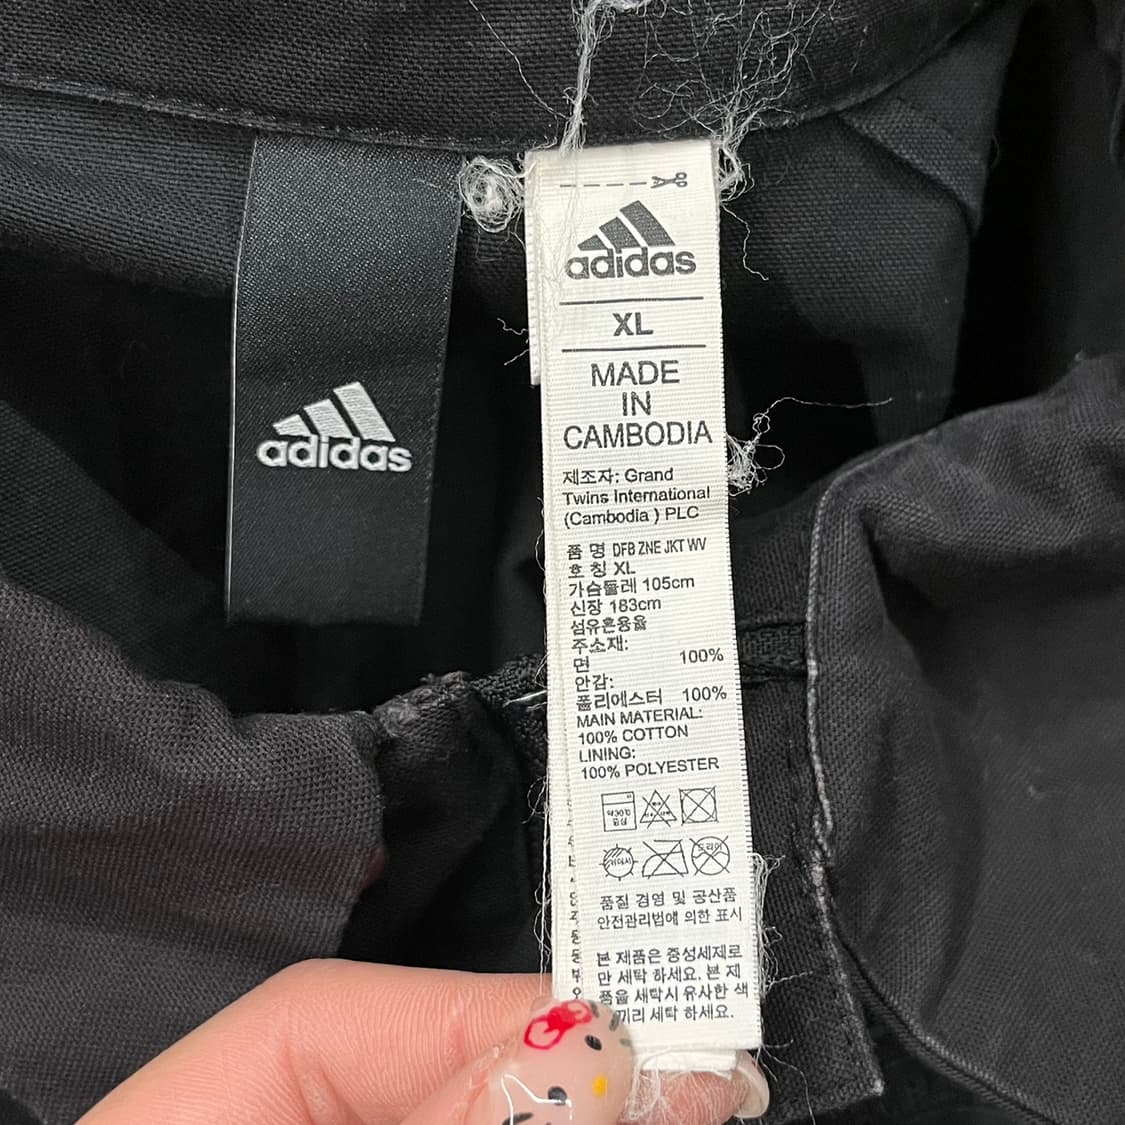 adidas
adidas
XL
MADE
IN
CAMBODIA
제조자: Grand
Twins International
(Cambodia ) PLC
품 명 DFB ZNE JKT WV
호 칭 XL
가슴둘레 105cm
신장 183cm
섬유혼용율
주소재:
면 100%
안감:
폴리에스터 100%
MAIN MATERIAL:
100% COTTON
LINING:
100% POLYESTER
드라이
품질 경영 및 공산품
안전관리법에 의한 표시
본 제품은 중성세제로
만 세탁 하세요. 본 제
품을 세탁시 유사한 색
끼리 세탁 하세요.